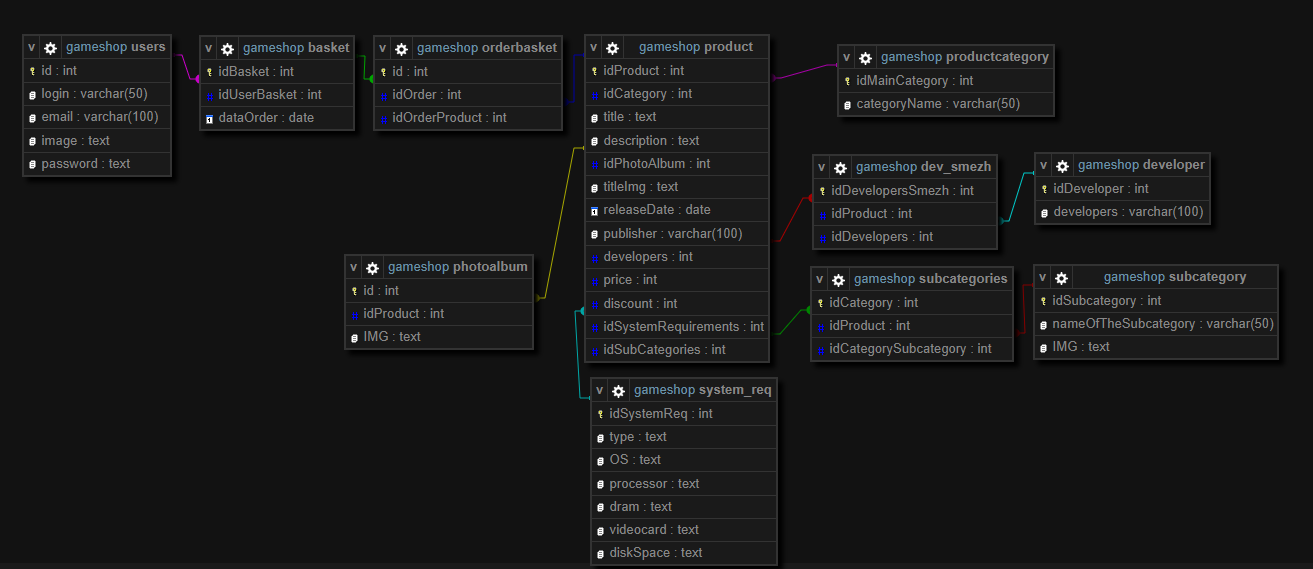 v gameshop users
id : int
login : varchar(50)
email : varchar(100)
image : text
password : text
v gameshop basket
idBasket : int
idUserBasket : int
dataOrder : date
v gameshop orderbasket
id : int
idOrder : int
idOrderProduct : int
v gameshop product
idProduct : int
idCategory : int
title : text
description : text
idPhotoAlbum : int
titleImg : text
releaseDate : date
publisher : varchar(100)
developers : int
price : int
discount : int
idSystemRequirements : int
idSubCategories : int
v gameshop productcategory
idMainCategory : int
categoryName : varchar(50)
v gameshop dev_smezh
idDevelopersSmezh : int
idProduct : int
idDevelopers : int
v gameshop developer
idDeveloper : int
developers : varchar(100)
v gameshop photoalbum
id : int
idProduct : int
IMG : text
v gameshop subcategories
idCategory : int
idProduct : int
idCategorySubcategory : int
v gameshop subcategory
idSubcategory : int
nameOfTheSubcategory : varchar(50)
IMG : text
v gameshop system_req
idSystemReq : int
type : text
OS : text
processor : text
dram : text
videocard : text
diskSpace : text